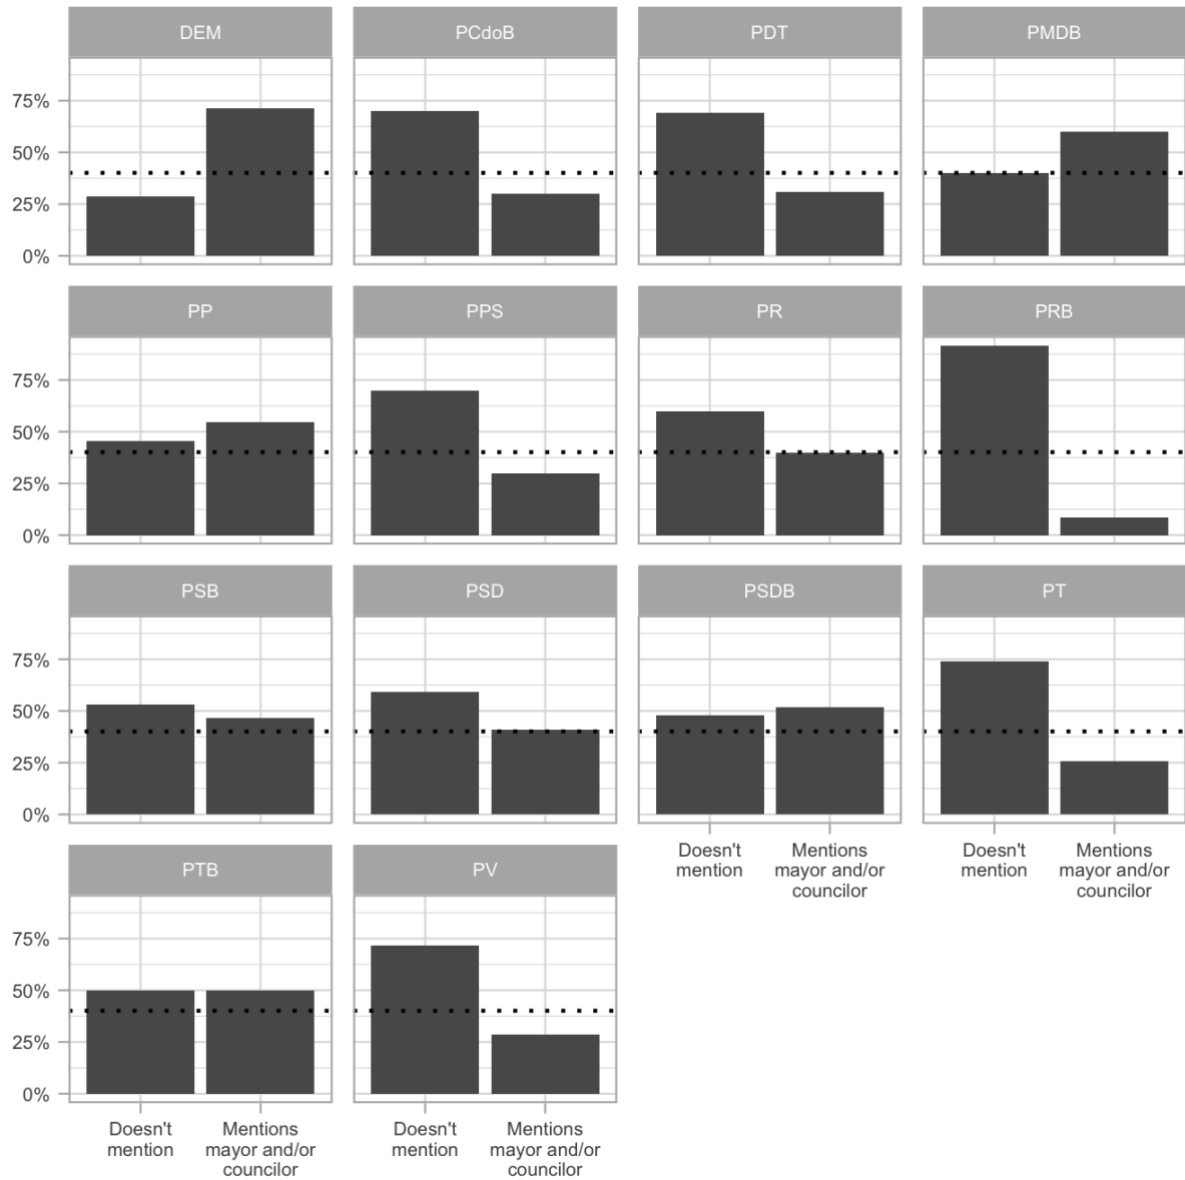 DEM PCdoB PDT PMDB
75%
50%
25%
0%
PP PPS PR PRB
75%
50%
25%
0%
PSB PSD PSDB PT
75%
50%
25%
0%
Doesn't
mention
Mentions
mayor and/or
councilor
Doesn't
mention
Mentions
mayor and/or
councilor
PTB PV
75%
50%
25%
0%
Doesn't
mention
Mentions
mayor and/or
councilor
Doesn't
mention
Mentions
mayor and/or
councilor